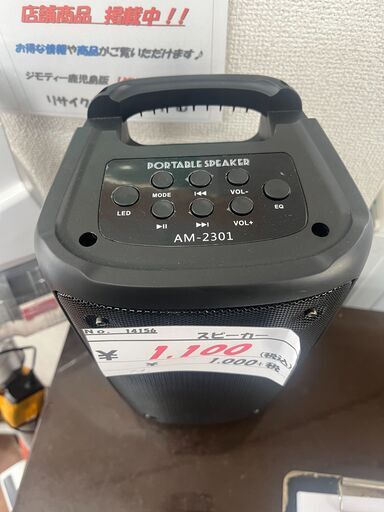 店舗商品 掲載中！！
お得な情報や商品がご覧いただけます♪
ジモティー鹿児島版
リサイク
PORTABLE SPEAKER
MODE
I◀◀
VOL-
LED
EQ
▶II
▶▶I
VOL+
AM-2301
No. 14156
スピーカー
¥ 1,100 (税込)
1,000+税